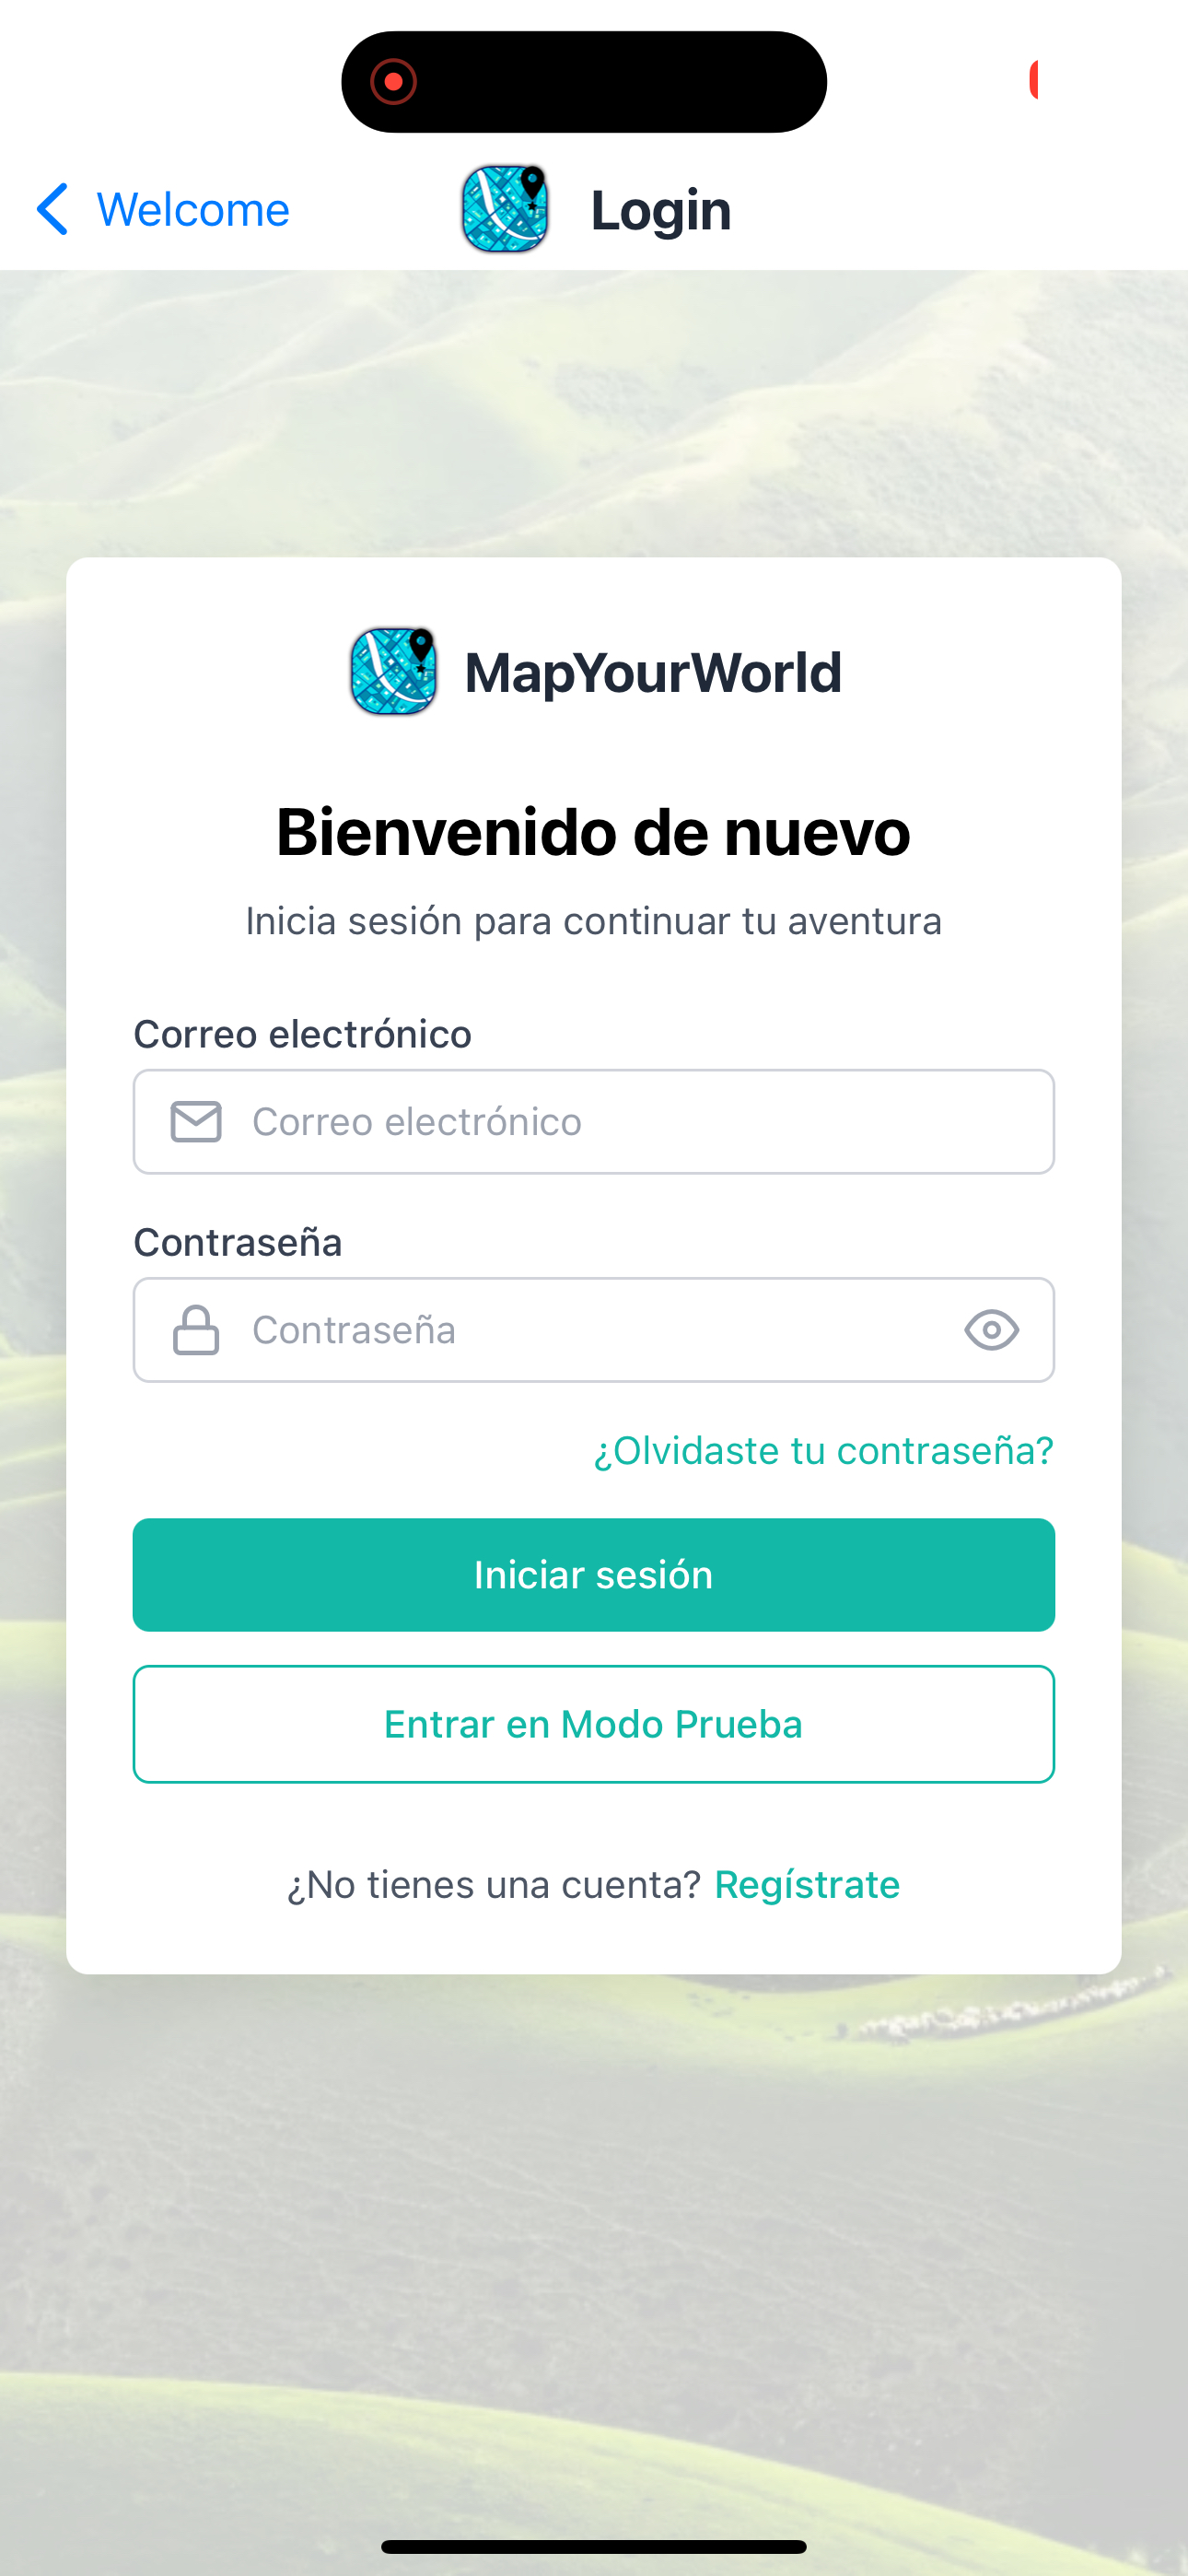 Welcome
Login
MapYourWorld
Bienvenido de nuevo
Inicia sesión para continuar tu aventura
Correo electrónico
Correo electrónico
Contraseña
Contraseña
¿Olvidaste tu contraseña?
Iniciar sesión
Entrar en Modo Prueba
¿No tienes una cuenta? Regístrate